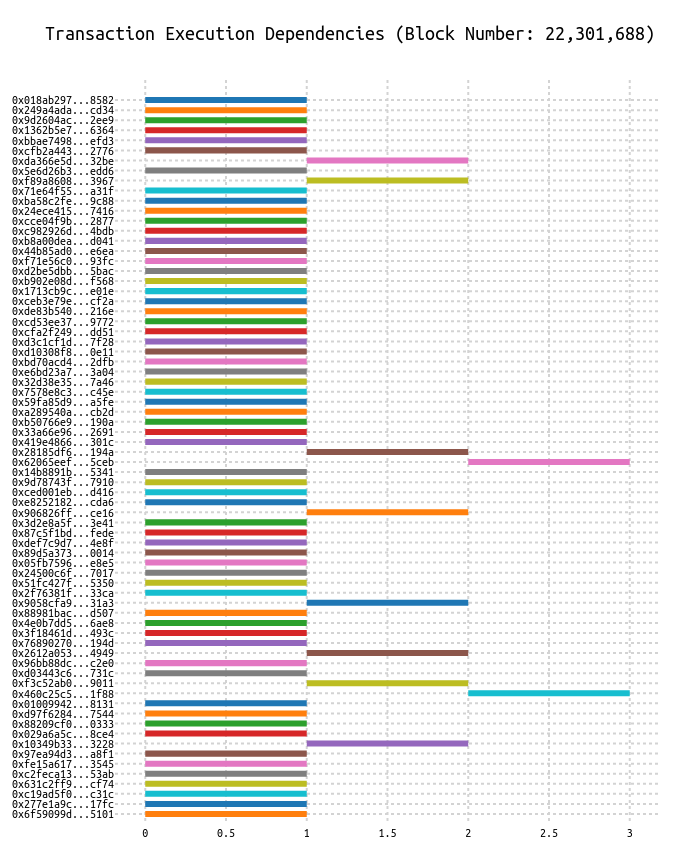 Transaction Execution Dependencies (Block Number: 22,301,688)
0x018ab297...8582
0x249a4ada...cd34
0x9d2604ac...2ee9
0x1362b5e7...6364
0xbbae7498...efd3
0xcfb2a443...2776
0xda366e5d...32be
0x5e6d26b3...edd6
0xf89a8608...3967
0x71e64f55...a31f
0xba58c2fe...9c88
0x24ece415...7416
0xcce04f9b...2877
0xc982926d...4bdb
0xb8a00dea...d041
0x44b85ad0...e6ea
0xf71e56c0...93fc
0xd2be5dbb...5bac
0xb902e08d...f568
0x1713cb9c...e01e
0xceb3e79e...cf2a
0xde83b540...216e
0xcd53ee37...9772
0xcfa2f249...dd51
0xd3c1cf1d...7f28
0xd10308f8...0e11
0xbd70acd4...2dfb
0xe6bd23a7...3a04
0x32d38e35...7a46
0x7578e8c3...c45e
0x59fa85d9...a5fe
0xa289540a...cb2d
0xb50766e9...190a
0x33a66e96...2691
0x419e4866...301c
0x28185df6...194a
0x62065eef...5ceb
0x14b8891b...5341
0x9d78743f...7910
0xced001eb...d416
0xe8252182...cda6
0x906826ff...ce16
0x3d2e8a5f...3e41
0x87c5f1bd...fede
0xdef7c9d7...4e8f
0x89d5a373...0014
0x05fb7596...e8e5
0x24500c6f...7017
0x51fc427f...5350
0x2f76381f...33ca
0x9058cfa9...31a3
0x88981bac...d507
0x4e0b7dd5...6ae8
0x3f18461d...493c
0x76890270...194d
0x2612a053...4949
0x96bb88dc...c2e0
0xd03443c6...731c
0xf3c52ab0...9011
0x460c25c5...1f88
0x01009942...8131
0xd97f6284...7544
0x88209cf0...0333
0x029a6a5c...8ce4
0x10349b33...3228
0x97ea94d3...a8f1
0xfe15a617...3545
0xc2feca13...53ab
0x631c2ff9...cf74
0xc19ad5f0...c31c
0x277e1a9c...17fc
0x6f59099d...5101
0 0.5 1 1.5 2 2.5 3